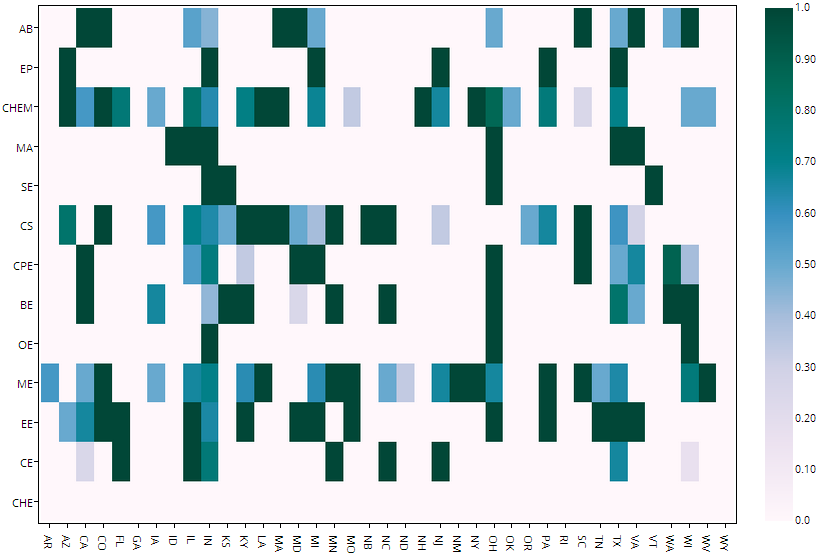 AB
EP
CHEM
MA
SE
CS
CPE
BE
OE
ME
EE
CE
CHE
AR AZ CA CO FL GA IA ID IL IN KS KY LA MA MD MI MN MO NB NC ND NH NJ NM NY OH OK OR PA RI SC TN TX VA VT WA WI WV WY
1.0
0.90
0.80
0.70
0.60
0.50
0.40
0.30
0.20
0.10
0.0